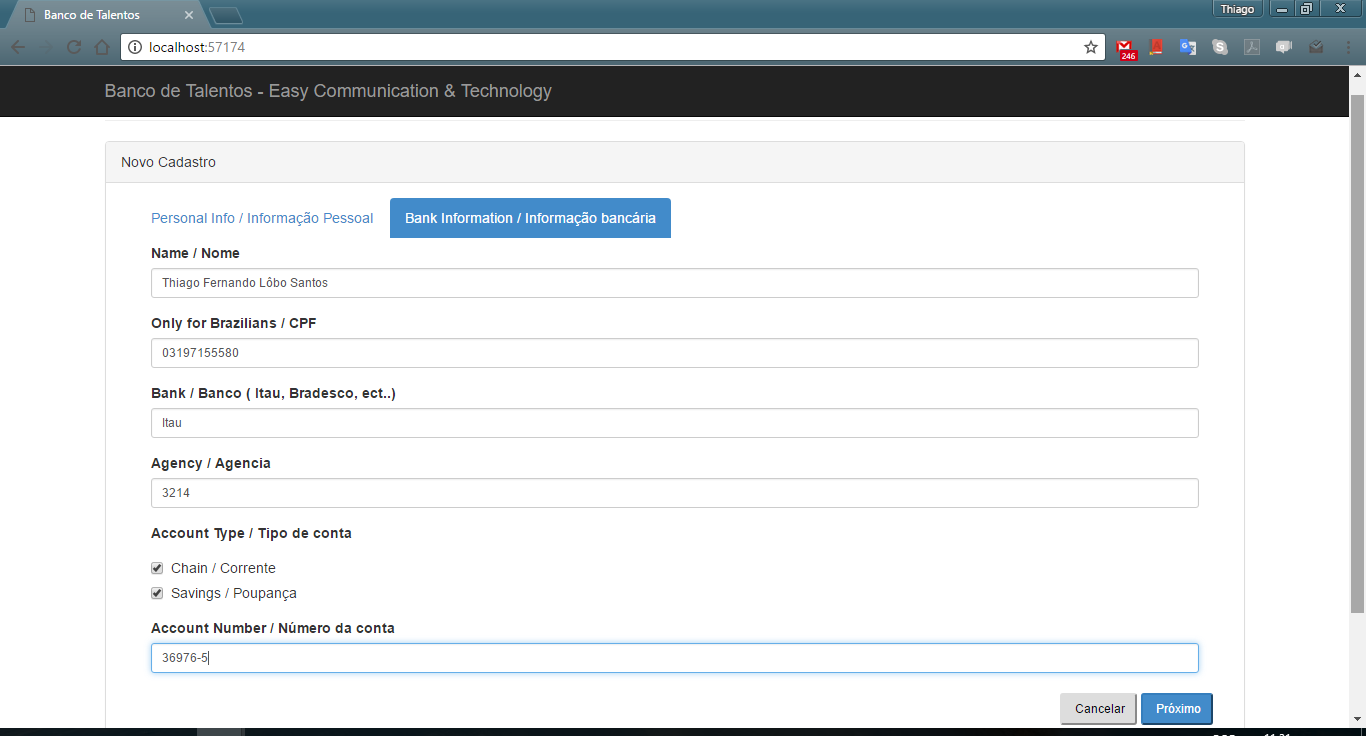 Banco de Talentos
Thiago
localhost:57174
246
Banco de Talentos - Easy Communication & Technology
Novo Cadastro
Personal Info / Informação Pessoal
Bank Information / Informação bancária
Name / Nome
Thiago Fernando Lôbo Santos
Only for Brazilians / CPF
03197155580
Bank / Banco ( Itau, Bradesco, ect..)
Itau
Agency / Agencia
3214
Account Type / Tipo de conta
Chain / Corrente
Savings / Poupança
Account Number / Número da conta
36976-5
Cancelar
Próximo